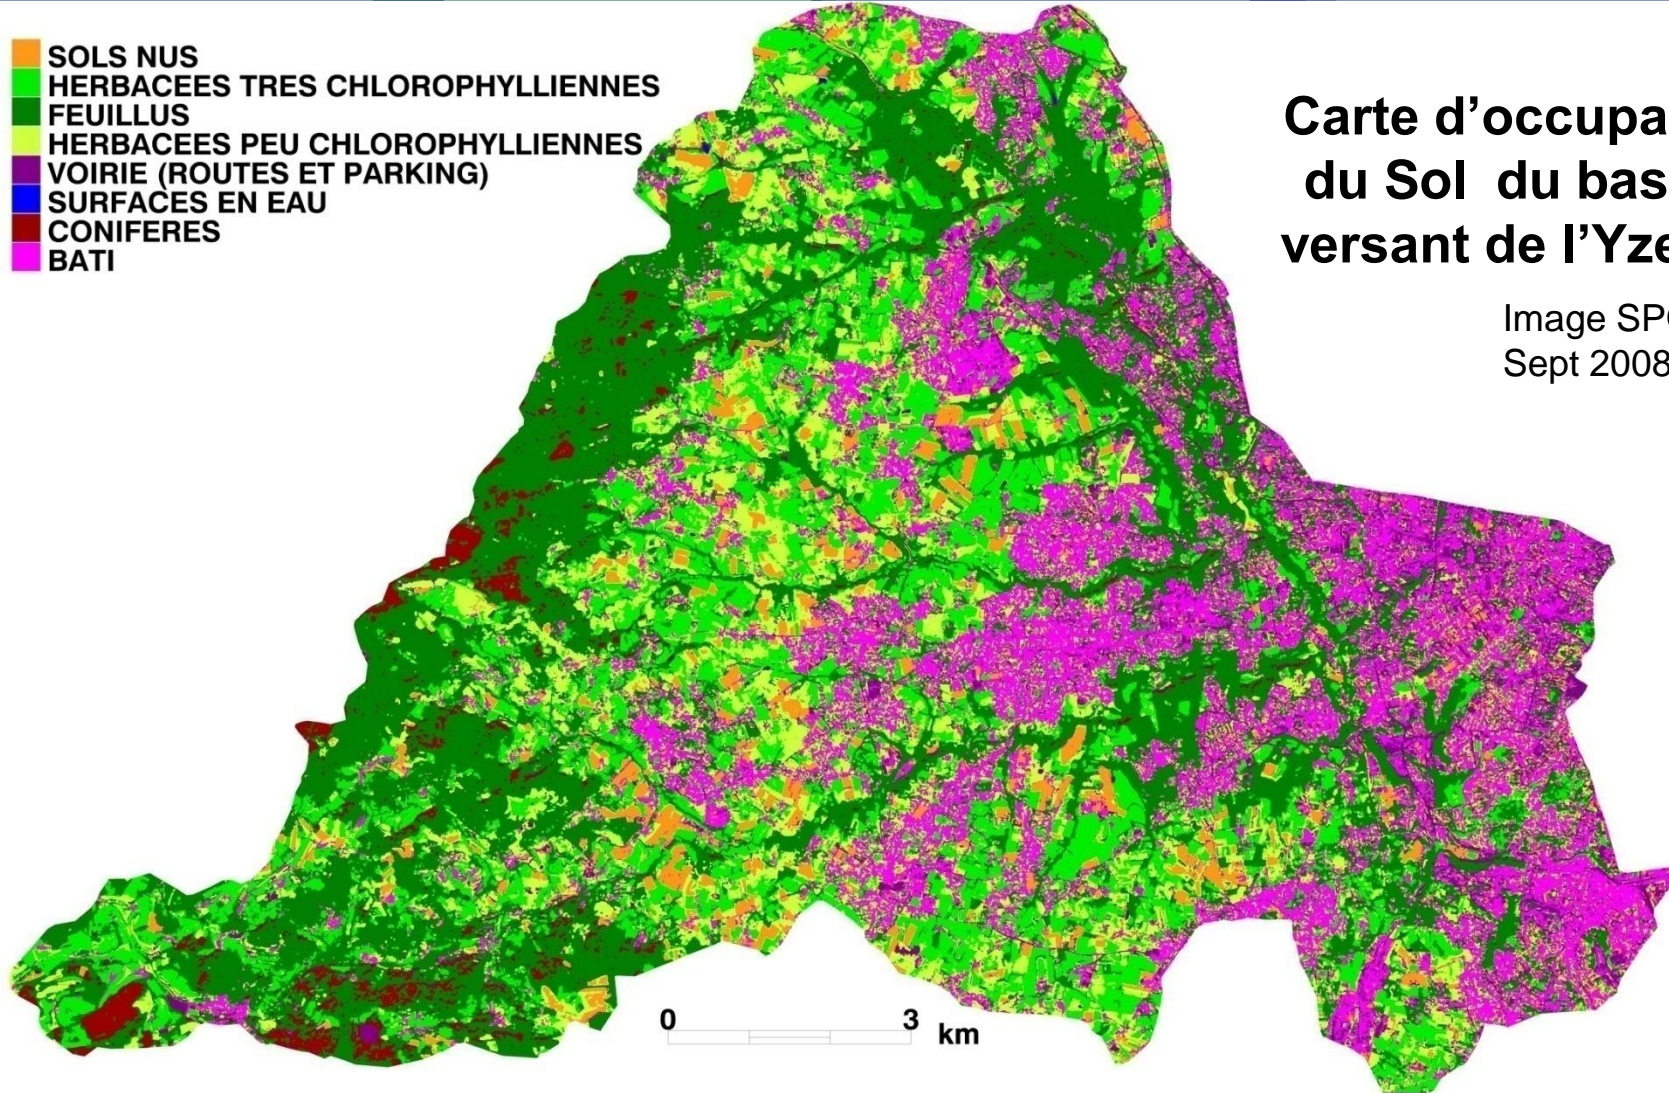 SOLS NUS
HERBACEES TRES CHLOROPHYLLIENNES
FEUILLUS
HERBACEES PEU CHLOROPHYLLIENNES
VOIRIE (ROUTES ET PARKING)
SURFACES EN EAU
CONIFERES
BATI
Carte d’occupa
du Sol du bas
versant de l’Yze
Image SP
Sept 2008
0 3 km